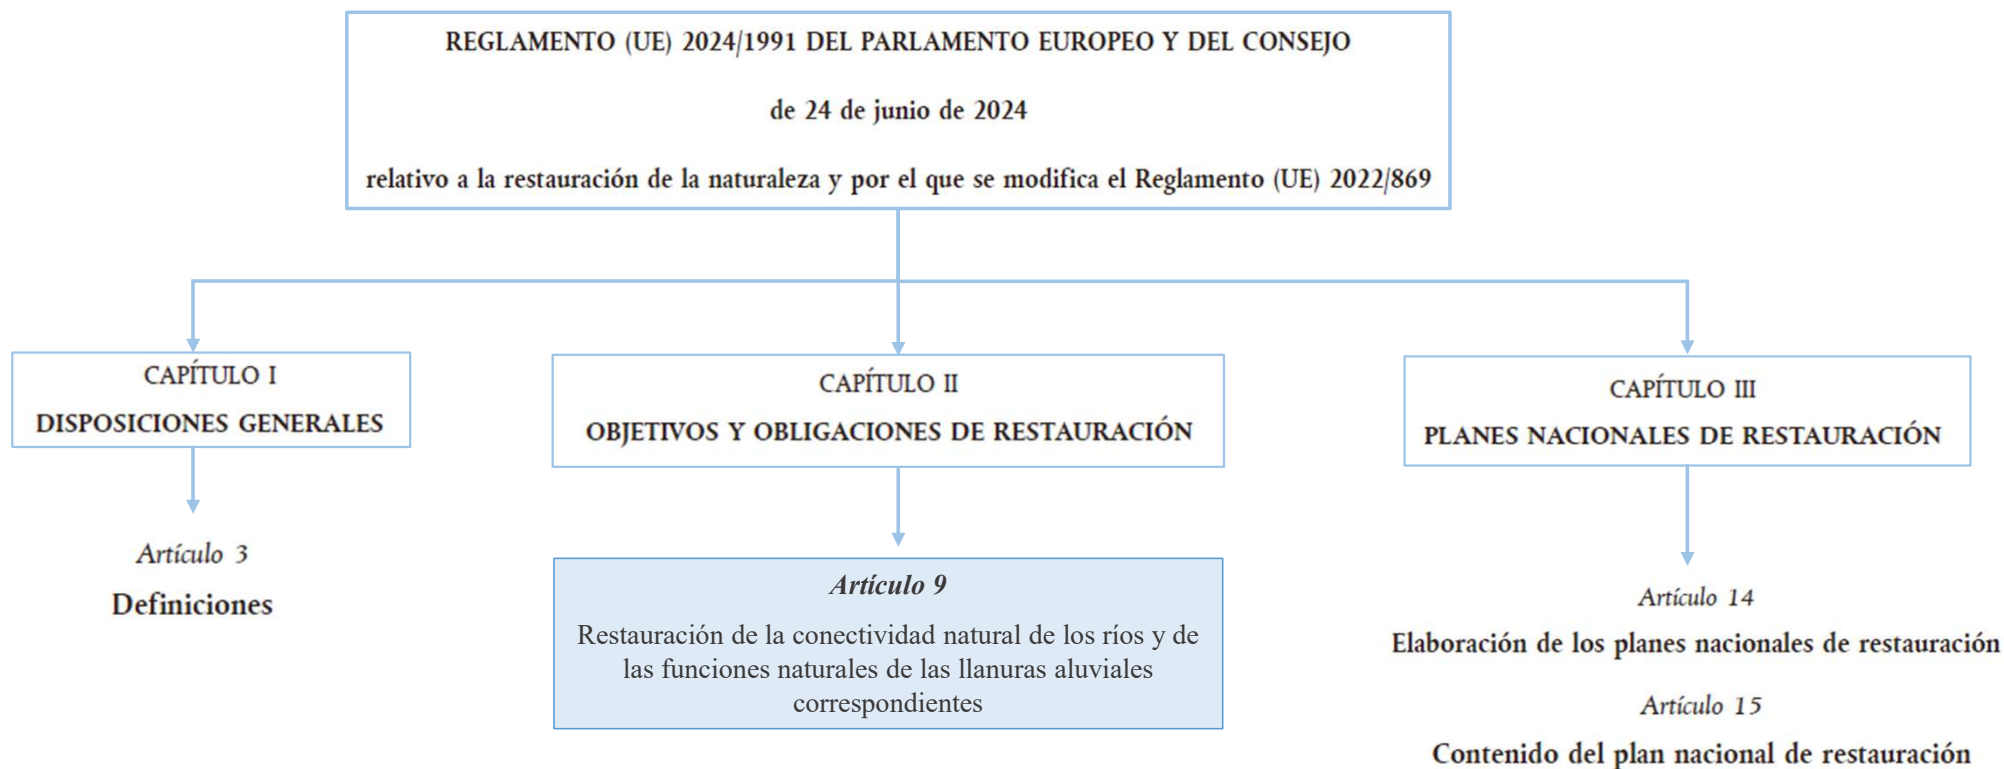 REGLAMENTO (UE) 2024/1991 DEL PARLAMENTO EUROPEO Y DEL CONSEJO
de 24 de junio de 2024
relativo a la restauración de la naturaleza y por el que se modifica el Reglamento (UE) 2022/869
CAPÍTULO I
DISPOSICIONES GENERALES
Artículo 3
Definiciones
CAPÍTULO II
OBJETIVOS Y OBLIGACIONES DE RESTAURACIÓN
Artículo 9
Restauración de la conectividad natural de los ríos y de
las funciones naturales de las llanuras aluviales
correspondientes
CAPÍTULO III
PLANES NACIONALES DE RESTAURACIÓN
Artículo 14
Elaboración de los planes nacionales de restauración
Artículo 15
Contenido del plan nacional de restauración